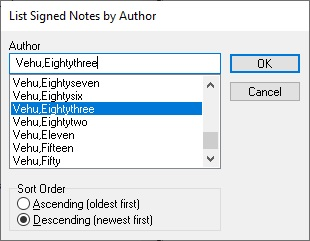 List Signed Notes by Author
Author
Vehu,Eightythree
OK
Cancel
Vehu,Eightyseven
Vehu,Eightysix
Vehu,Eightythree
Vehu,Eightytwo
Vehu,Eleven
Vehu,Fifteen
Vehu,Fifty
Sort Order
Ascending (oldest first)
Descending (newest first)